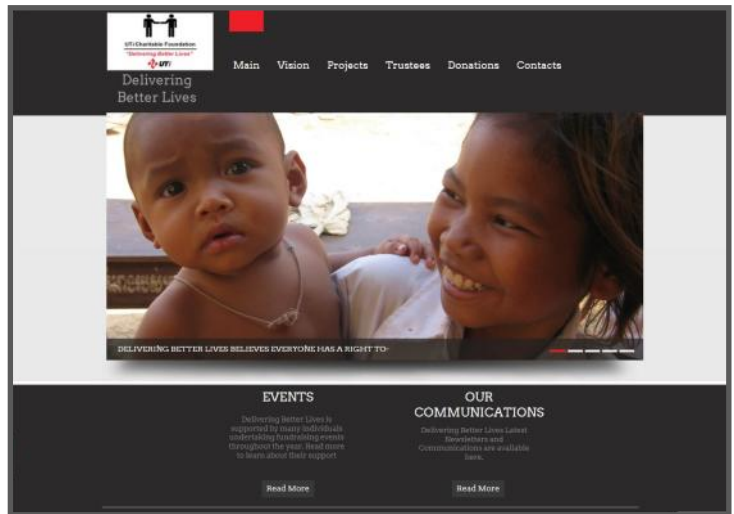 UTi Charitable Foundation
"Delivering Better Lives"
UTi
Delivering
Better Lives
Main Vision Projects Trustees Donations Contacts
DELIVERING BETTER LIVES BELIEVES EVERYONE HAS A RIGHT TO-
EVENTS
Delivering Better Lives is
supported by many individuals
undertaking fundraising events
throughout the year. Read more
to learn about their support
Read More
OUR
COMMUNICATIONS
Delivering Better Lives Latest
Newsletters and
Communications are available
here.
Read More